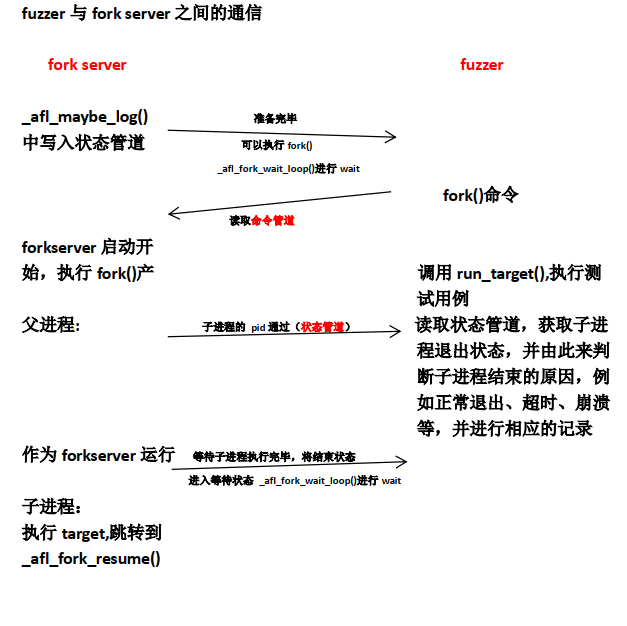 fuzzer 与 fork server 之间的通信
fork server
fuzzer
_afl_maybe_log()
中写入状态管道
准备完毕
可以执行 fork()
_afl_fork_wait_loop()进行 wait
fork()命令
读取命令管道
forkserver 启动开
始，执行 fork()产
调用 run_target(),执行测
试用例
父进程:
子进程的 pid 通过（状态管道）
读取状态管道，获取子进
程退出状态，并由此来判
断子进程结束的原因，例
如正常退出、超时、崩溃
等，并进行相应的记录
作为 forkserver 运行
等待子进程执行完毕，将结束状态
进入等待状态 _afl_fork_wait_loop()进行 wait
子进程：
执行 target,跳转到
_afl_fork_resume()